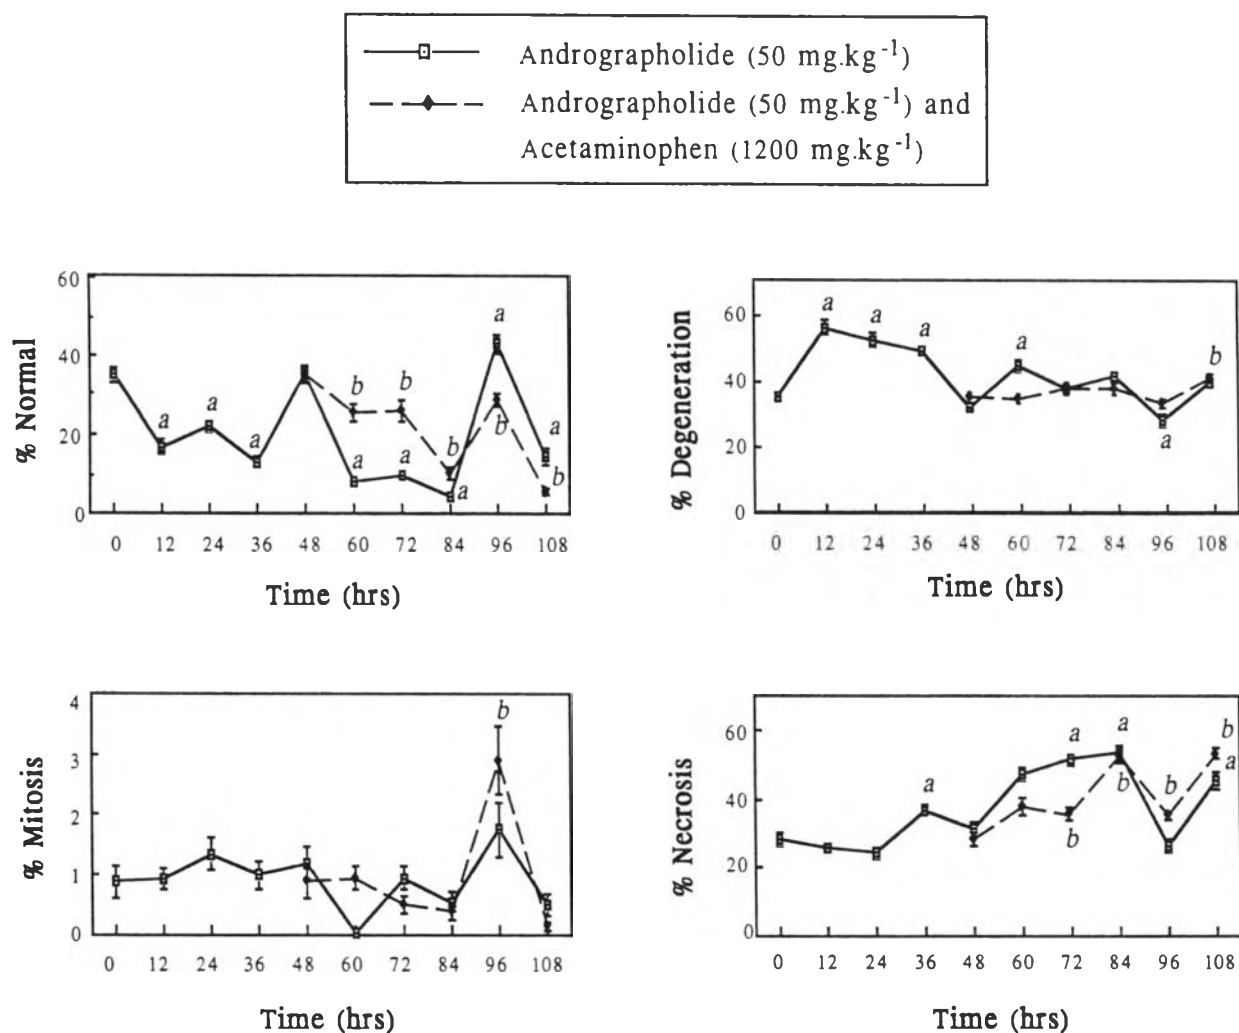 Andrographolide (50 mg.kg⁻¹)
Andrographolide (50 mg.kg⁻¹) and
Acetaminophen (1200 mg.kg⁻¹)
% Normal
60
40
20
0
a
a
a
b
b
a
a
b
a
a
b
a
b
0 12 24 36 48 60 72 84 96 108
Time (hrs)
% Degeneration
60
40
20
0
a
a
a
a
a
b
0 12 24 36 48 60 72 84 96 108
Time (hrs)
% Mitosis
4
3
2
1
0
b
0 12 24 36 48 60 72 84 96 108
Time (hrs)
% Necrosis
60
40
20
0
a
a
b
a
b
b
b
a
0 12 24 36 48 60 72 84 96 108
Time (hrs)